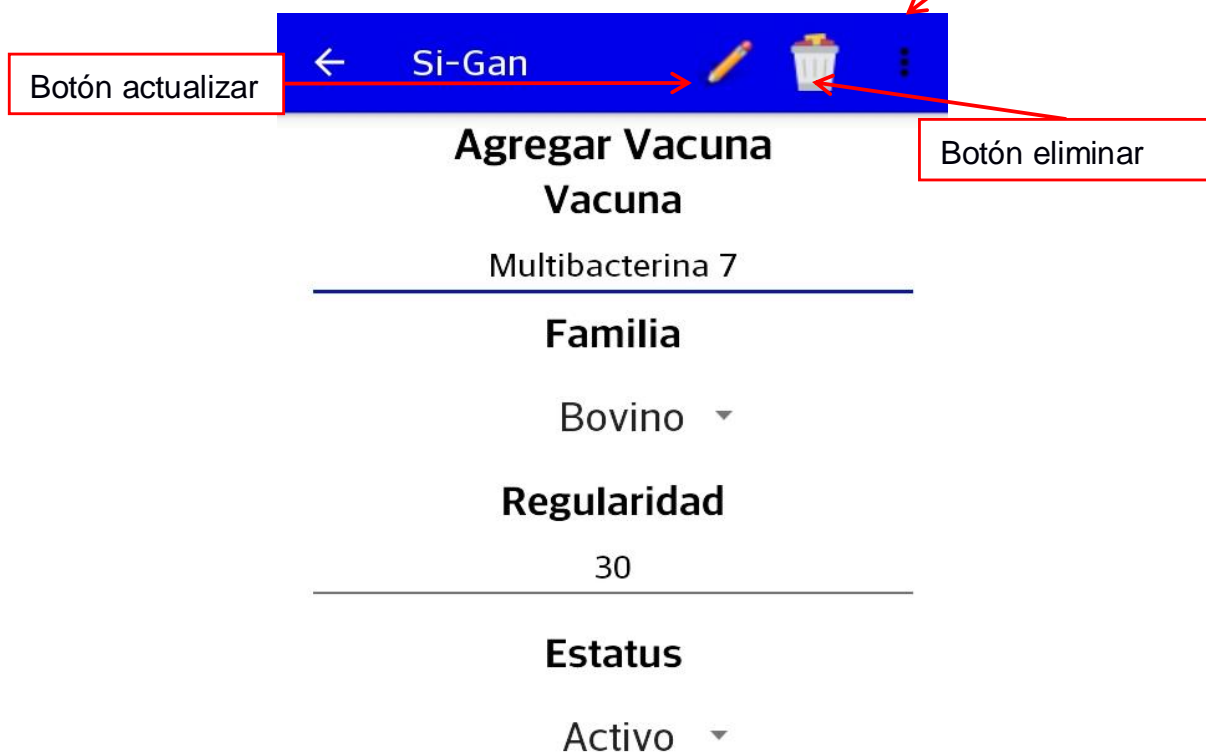 Si-Gan
Botón actualizar
Botón eliminar
Agregar Vacuna
Vacuna
Multibacterina 7
Familia
Bovino
Regularidad
30
Estatus
Activo